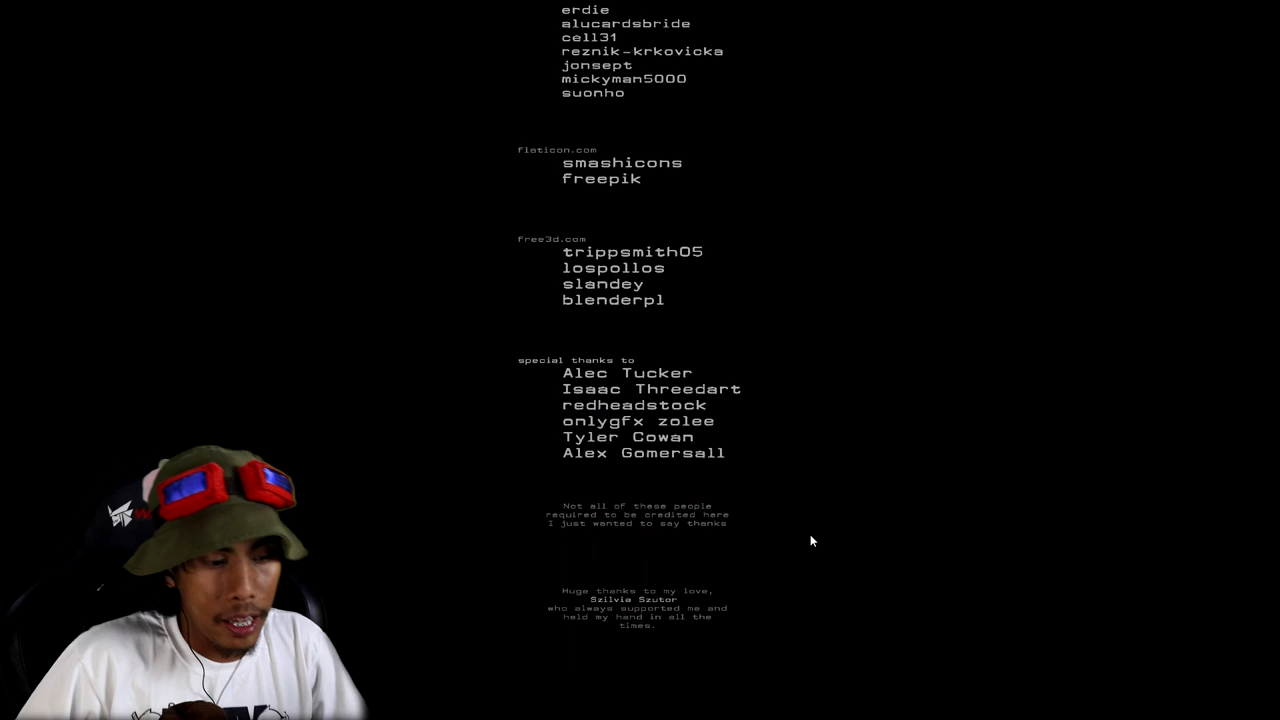 erdie
alucardsbride
cell31
reznik-krkovicka
jonsept
mickyman5000
suonho
flaticon.com
smashicons
freepik
free3d.com
trippsmith05
lospollos
slandey
blenderpl
special thanks to
Alec Tucker
Isaac Threedart
redheadstock
onlygfx zolee
Tyler Cowan
Alex Gomersall
Not all of these people
required to be credited here
I just wanted to say thanks
Huge thanks to my love,
Szilvia Szutor
who always supported me and
held my hand in all the
times.